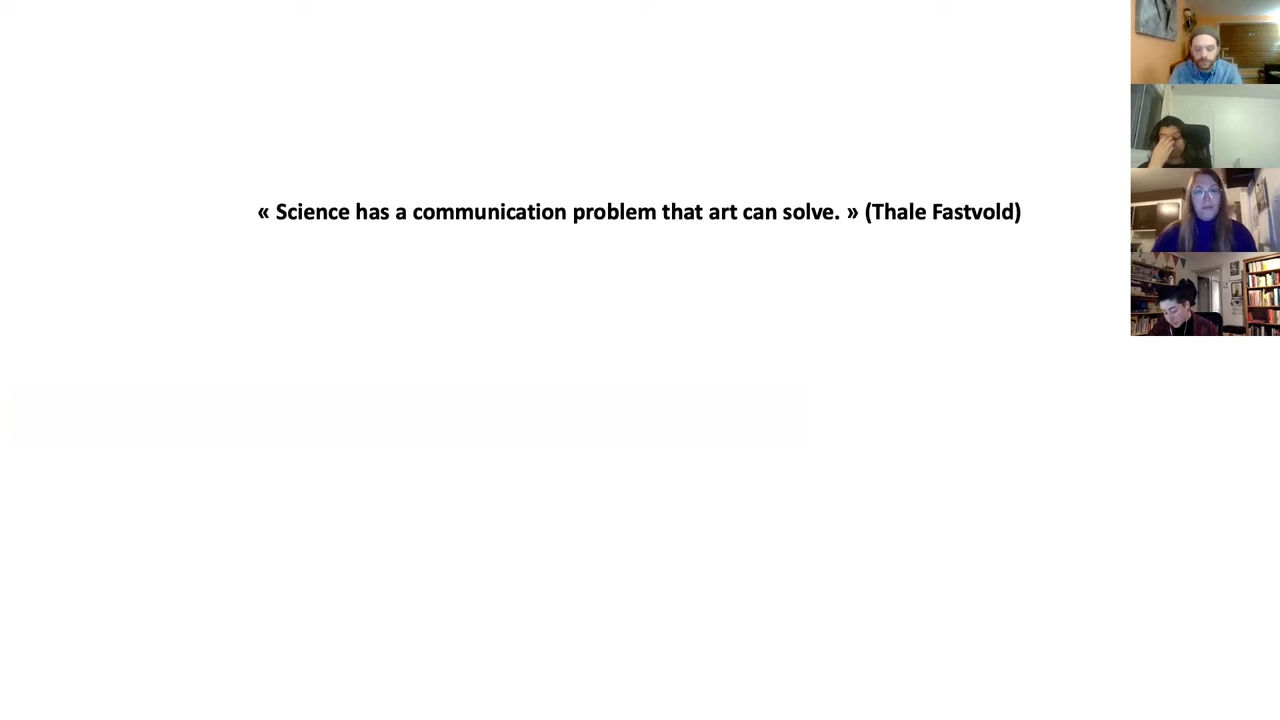 « Science has a communication problem that art can solve. » (Thale Fastvold)